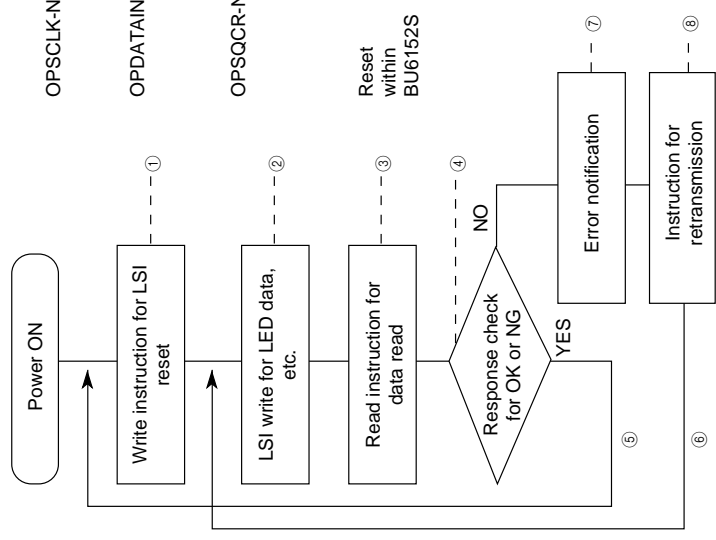 Power ON
Write instruction for LSI
reset
①
LSI write for LED data,
etc.
②
Read instruction for
data read
③
Response check
for OK or NG
④
NO
YES
⑤
⑥
Error notification
⑦
Instruction for
retransmission
⑧
OPSCLK-N
OPDATAIN
OPSQCR-N
Reset
within
BU6152S